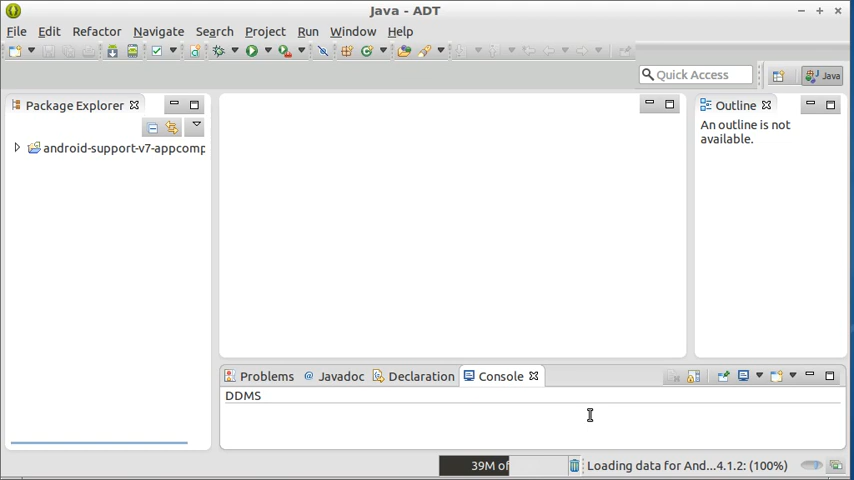 Java - ADT
File Edit Refactor Navigate Search Project Run Window Help
Quick Access Java
Package Explorer
Outline
An outline is not
available.
android-support-v7-appcomp
Problems @ Javadoc Declaration Console
DDMS
39M of
Loading data for And...4.1.2: (100%)